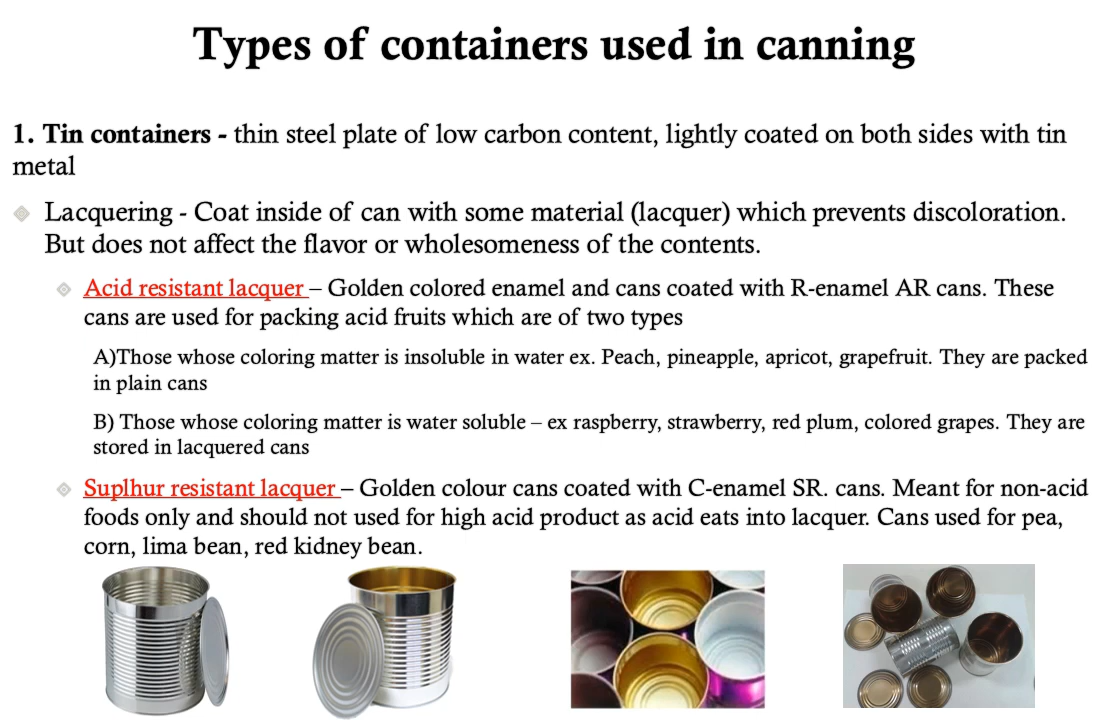 Types of containers used in canning
1. Tin containers - thin steel plate of low carbon content, lightly coated on both sides with tin
metal
Lacquering - Coat inside of can with some material (lacquer) which prevents discoloration.
But does not affect the flavor or wholesomeness of the contents.
Acid resistant lacquer – Golden colored enamel and cans coated with R-enamel AR cans. These
cans are used for packing acid fruits which are of two types
A)Those whose coloring matter is insoluble in water ex. Peach, pineapple, apricot, grapefruit. They are packed
in plain cans
B) Those whose coloring matter is water soluble – ex raspberry, strawberry, red plum, colored grapes. They are
stored in lacquered cans
Suplhur resistant lacquer – Golden colour cans coated with C-enamel SR. cans. Meant for non-acid
foods only and should not used for high acid product as acid eats into lacquer. Cans used for pea,
corn, lima bean, red kidney bean.